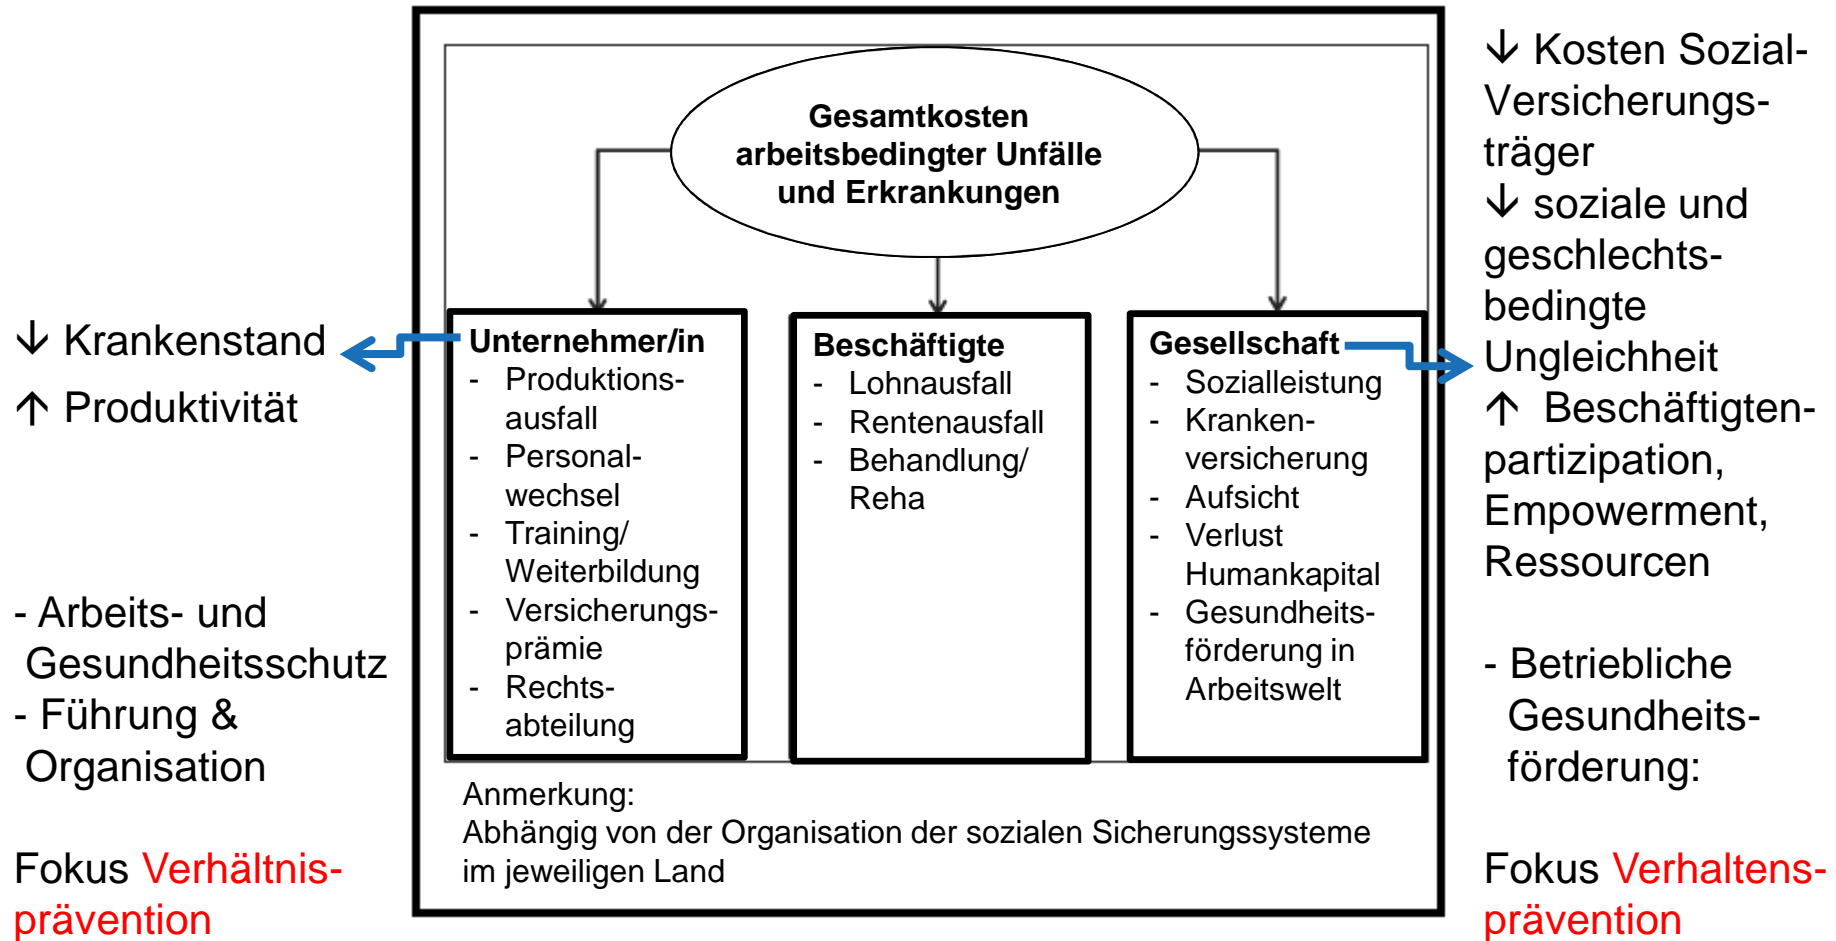 Gesamtkosten
arbeitsbedingter Unfälle
und Erkrankungen
↓ Krankenstand
↑ Produktivität
- Arbeits- und
Gesundheitsschutz
- Führung &
Organisation
Fokus Verhältnis-
prävention
Unternehmer/in
- Produktions-
ausfall
- Personal-
wechsel
- Training/
Weiterbildung
- Versicherungs-
prämie
- Rechts-
abteilung
Beschäftigte
- Lohnausfall
- Rentenausfall
- Behandlung/
Reha
Gesellschaft
- Sozialleistung
- Kranken-
versicherung
- Aufsicht
- Verlust
Humankapital
- Gesundheits-
förderung in
Arbeitswelt
Anmerkung:
Abhängig von der Organisation der sozialen Sicherungssysteme
im jeweiligen Land
↓ Kosten Sozial-
Versicherungs-
träger
↓ soziale und
geschlechts-
bedingte
Ungleichheit
↑ Beschäftigten-
partizipation,
Empowerment,
Ressourcen
- Betriebliche
Gesundheits-
förderung:
Fokus Verhaltens-
prävention